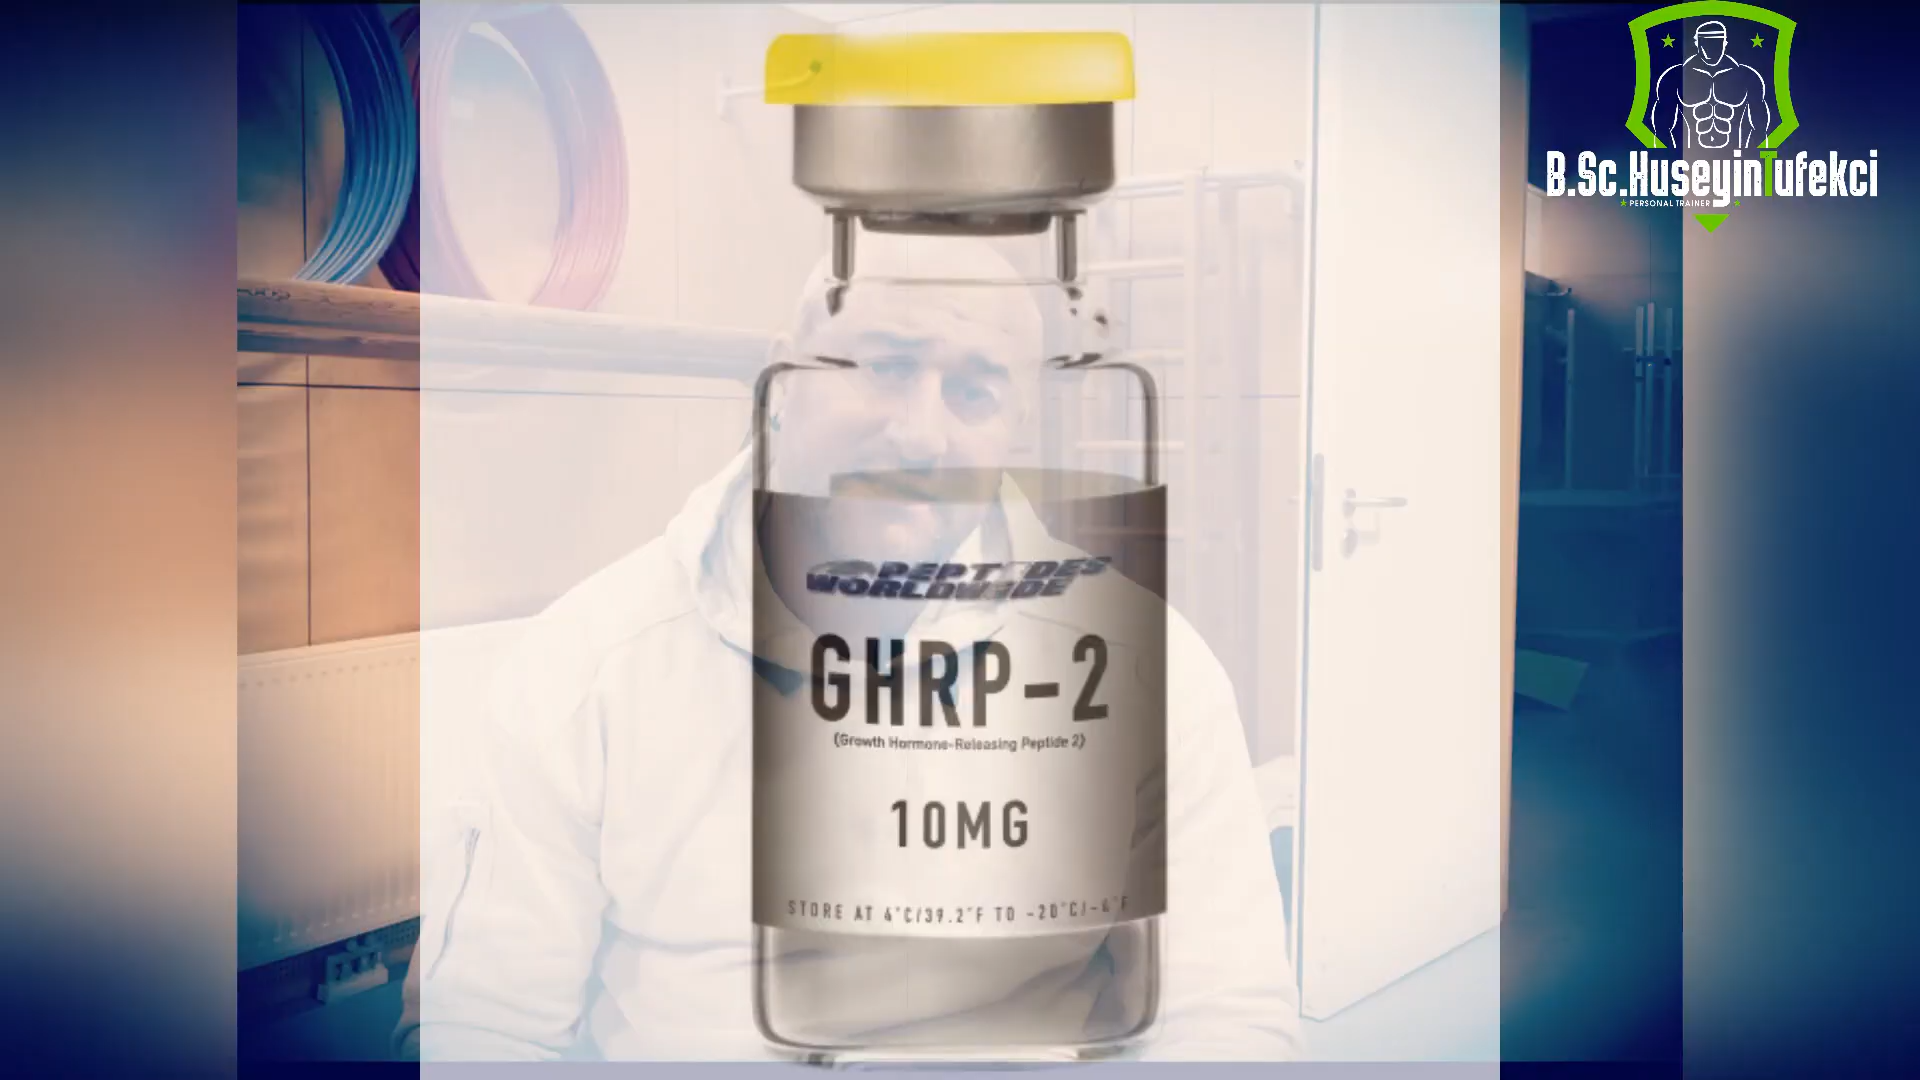 B.Sc.HuseyinTufekci
PERSONAL TRAINER
PEPTIDES
WORLDWIDE
GHRP-2
(Growth Hormone-Releasing Peptide 2)
10MG
STORE AT 4°C/39.2°F TO -20°C/-4°F